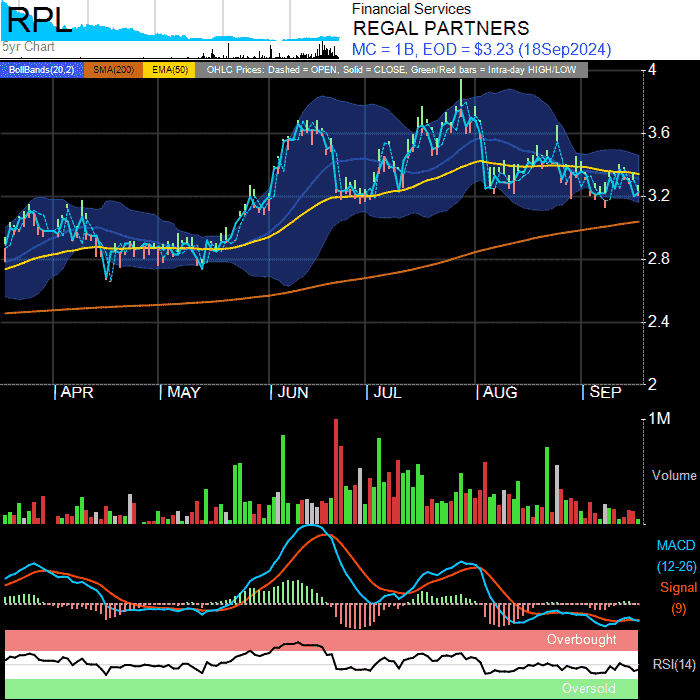 RPL
5yr Chart
Financial Services
REGAL PARTNERS
MC = 1B, EOD = $3.23 (18Sep2024)
BollBands(20,2) SMA(200) EMA(50) OHLC Prices: Dashed = OPEN, Solid = CLOSE, Green/Red bars = Intra-day HIGH/LOW
4
3.6
3.2
2.8
2.4
2
APR MAY JUN JUL AUG SEP
1M
Volume
MACD
(12-26)
Signal
(9)
Overbought
RSI(14)
Oversold